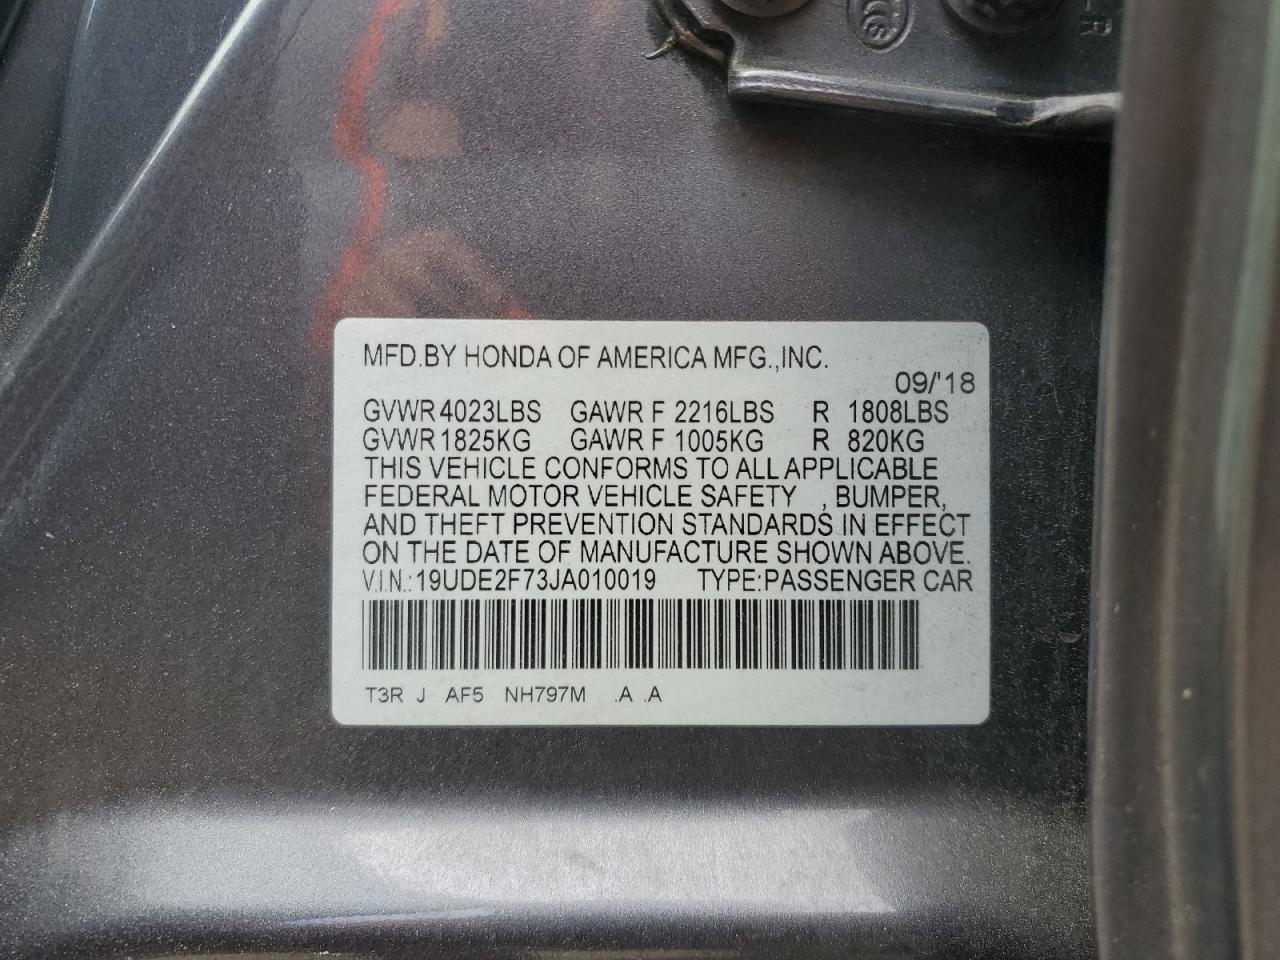 MFD.BY HONDA OF AMERICA MFG.,INC.
09/'18
GVWR 4023LBS GAWR F 2216LBS R 1808LBS
GVWR 1825KG GAWR F 1005KG R 820KG
THIS VEHICLE CONFORMS TO ALL APPLICABLE
FEDERAL MOTOR VEHICLE SAFETY , BUMPER,
AND THEFT PREVENTION STANDARDS IN EFFECT
ON THE DATE OF MANUFACTURE SHOWN ABOVE.
V.I.N.:19UDE2F73JA010019 TYPE:PASSENGER CAR
T3R J AF5 NH797M .A .A